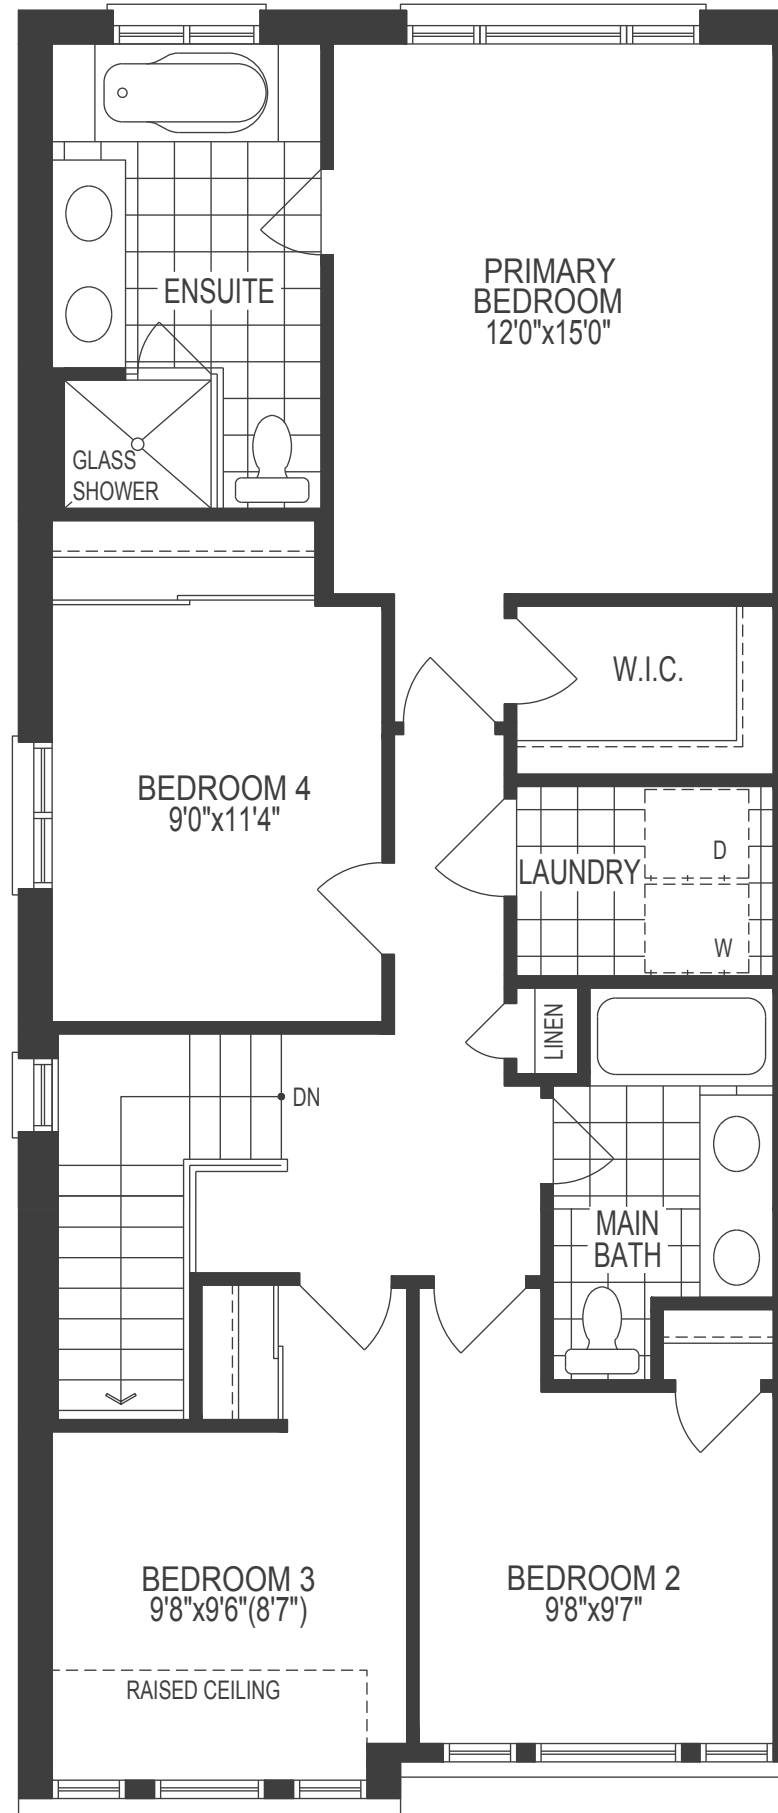 ENSUITE
PRIMARY
BEDROOM
12'0"x15'0"
GLASS
SHOWER
W.I.C.
BEDROOM 4
9'0"x11'4"
D
LAUNDRY
W
LINEN
DN
MAIN
BATH
BEDROOM 3
9'8"x9'6"(8'7")
BEDROOM 2
9'8"x9'7"
RAISED CEILING